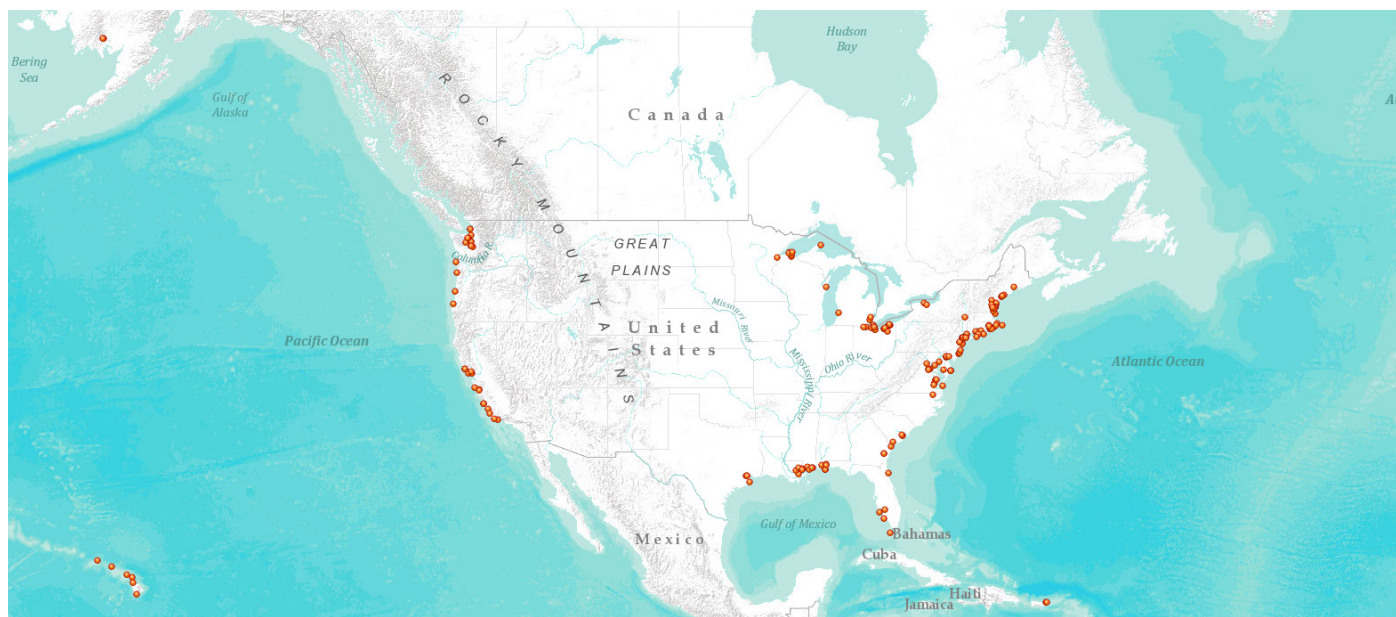 Hudson
Bay
Bering
Sea
Gulf of
Alaska
Canada
ROCKY MOUNTAINS
GREAT
PLAINS
Columbia R.
Missouri River
United
States
Pacific Ocean
Mississippi River
Ohio River
Atlantic Ocean
Gulf of Mexico
Mexico
Bahamas
Cuba
Haiti
Jamaica